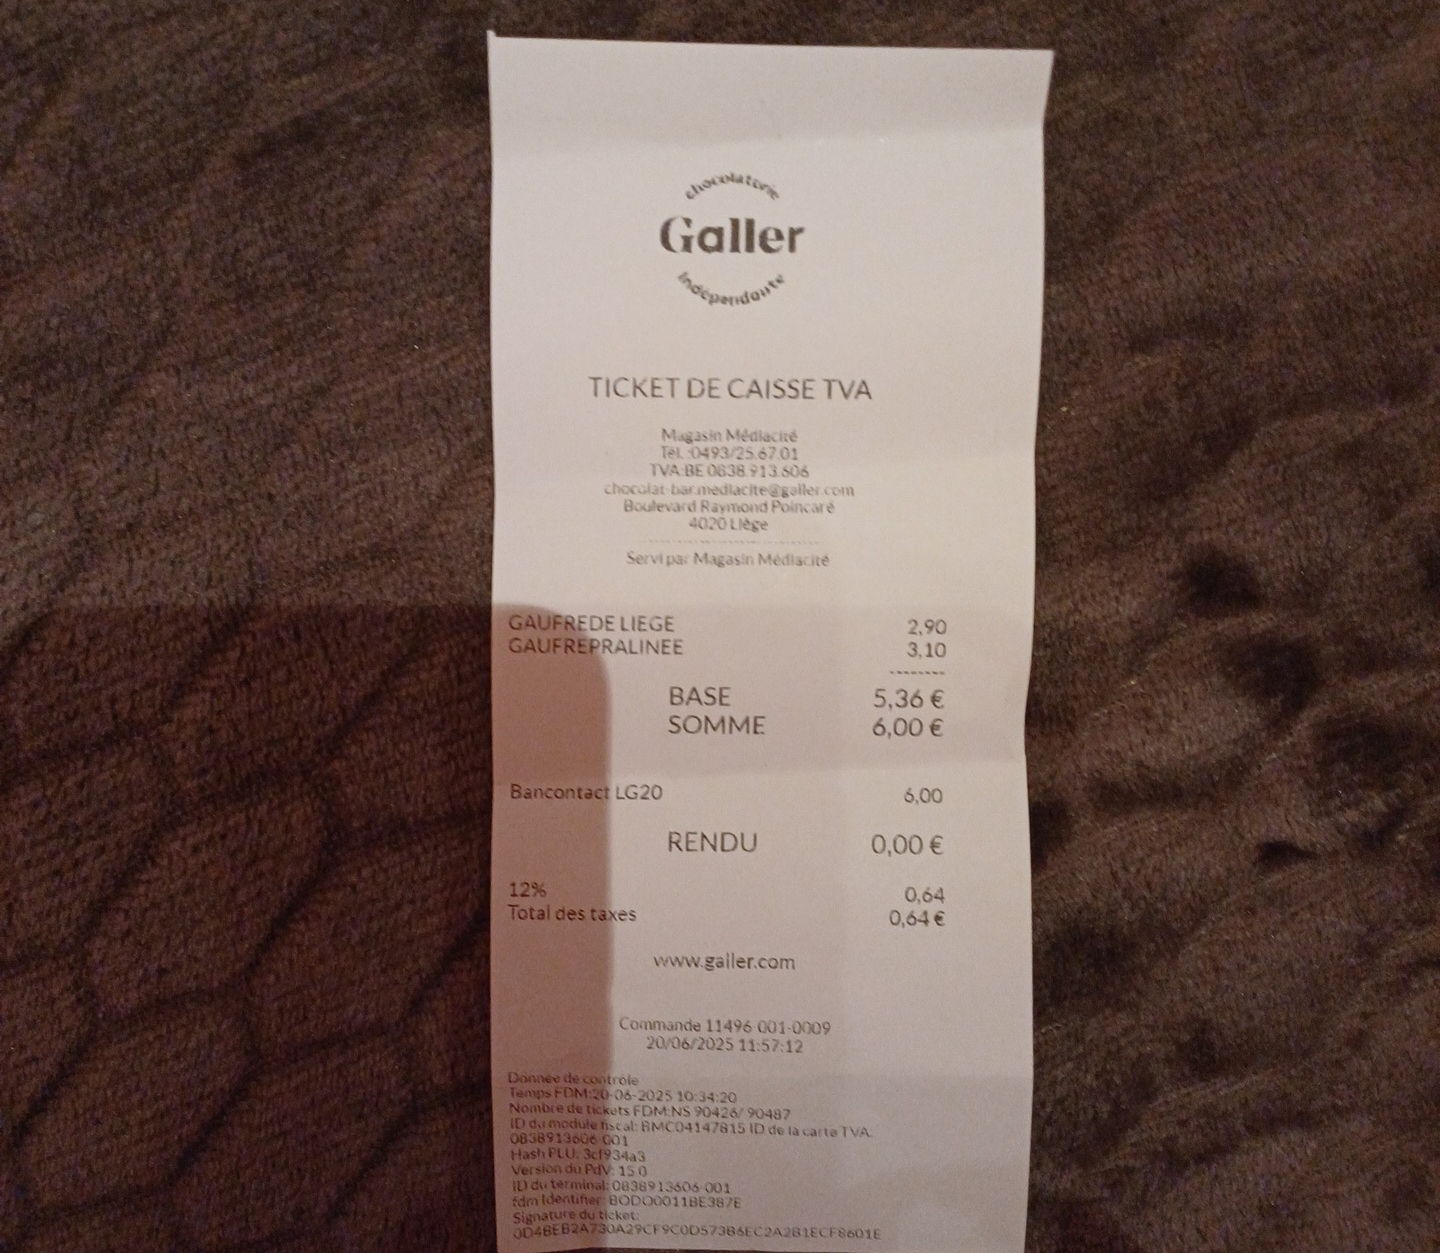 chocolaterie
Galler
indépendante
TICKET DE CAISSE TVA
Magasin Médiacité
Tél. :0493/25.67.01
TVA:BE 0838.913.606
chocolat-bar.mediacite@galler.com
Boulevard Raymond Poincaré
4020 Liège
Servi par Magasin Médiacité
GAUFREDE LIEGE 2,90
GAUFREPRALINEE 3,10
BASE 5,36 €
SOMME 6,00 €
Bancontact LG20 6,00
RENDU 0,00 €
12% 0,64
Total des taxes 0,64 €
www.galler.com
Commande 11496-001-0009
20/06/2025 11:57:12
Donnée de contrôle
Temps FDM:20-06-2025 10:34:20
Nombre de tickets FDM:NS 90426/ 90487
ID du module fiscal: BMC04147815 ID de la carte TVA:
0838913606-001
Hash PLU: 3cf934a3
Version du PdV: 15.0
ID du terminal: 0838913606-001
fdm Identifier: BODO0011BE387E
Signature du ticket:
0D4BEB2A730A29CF9C0D573B6EC2A2B1ECF8601E